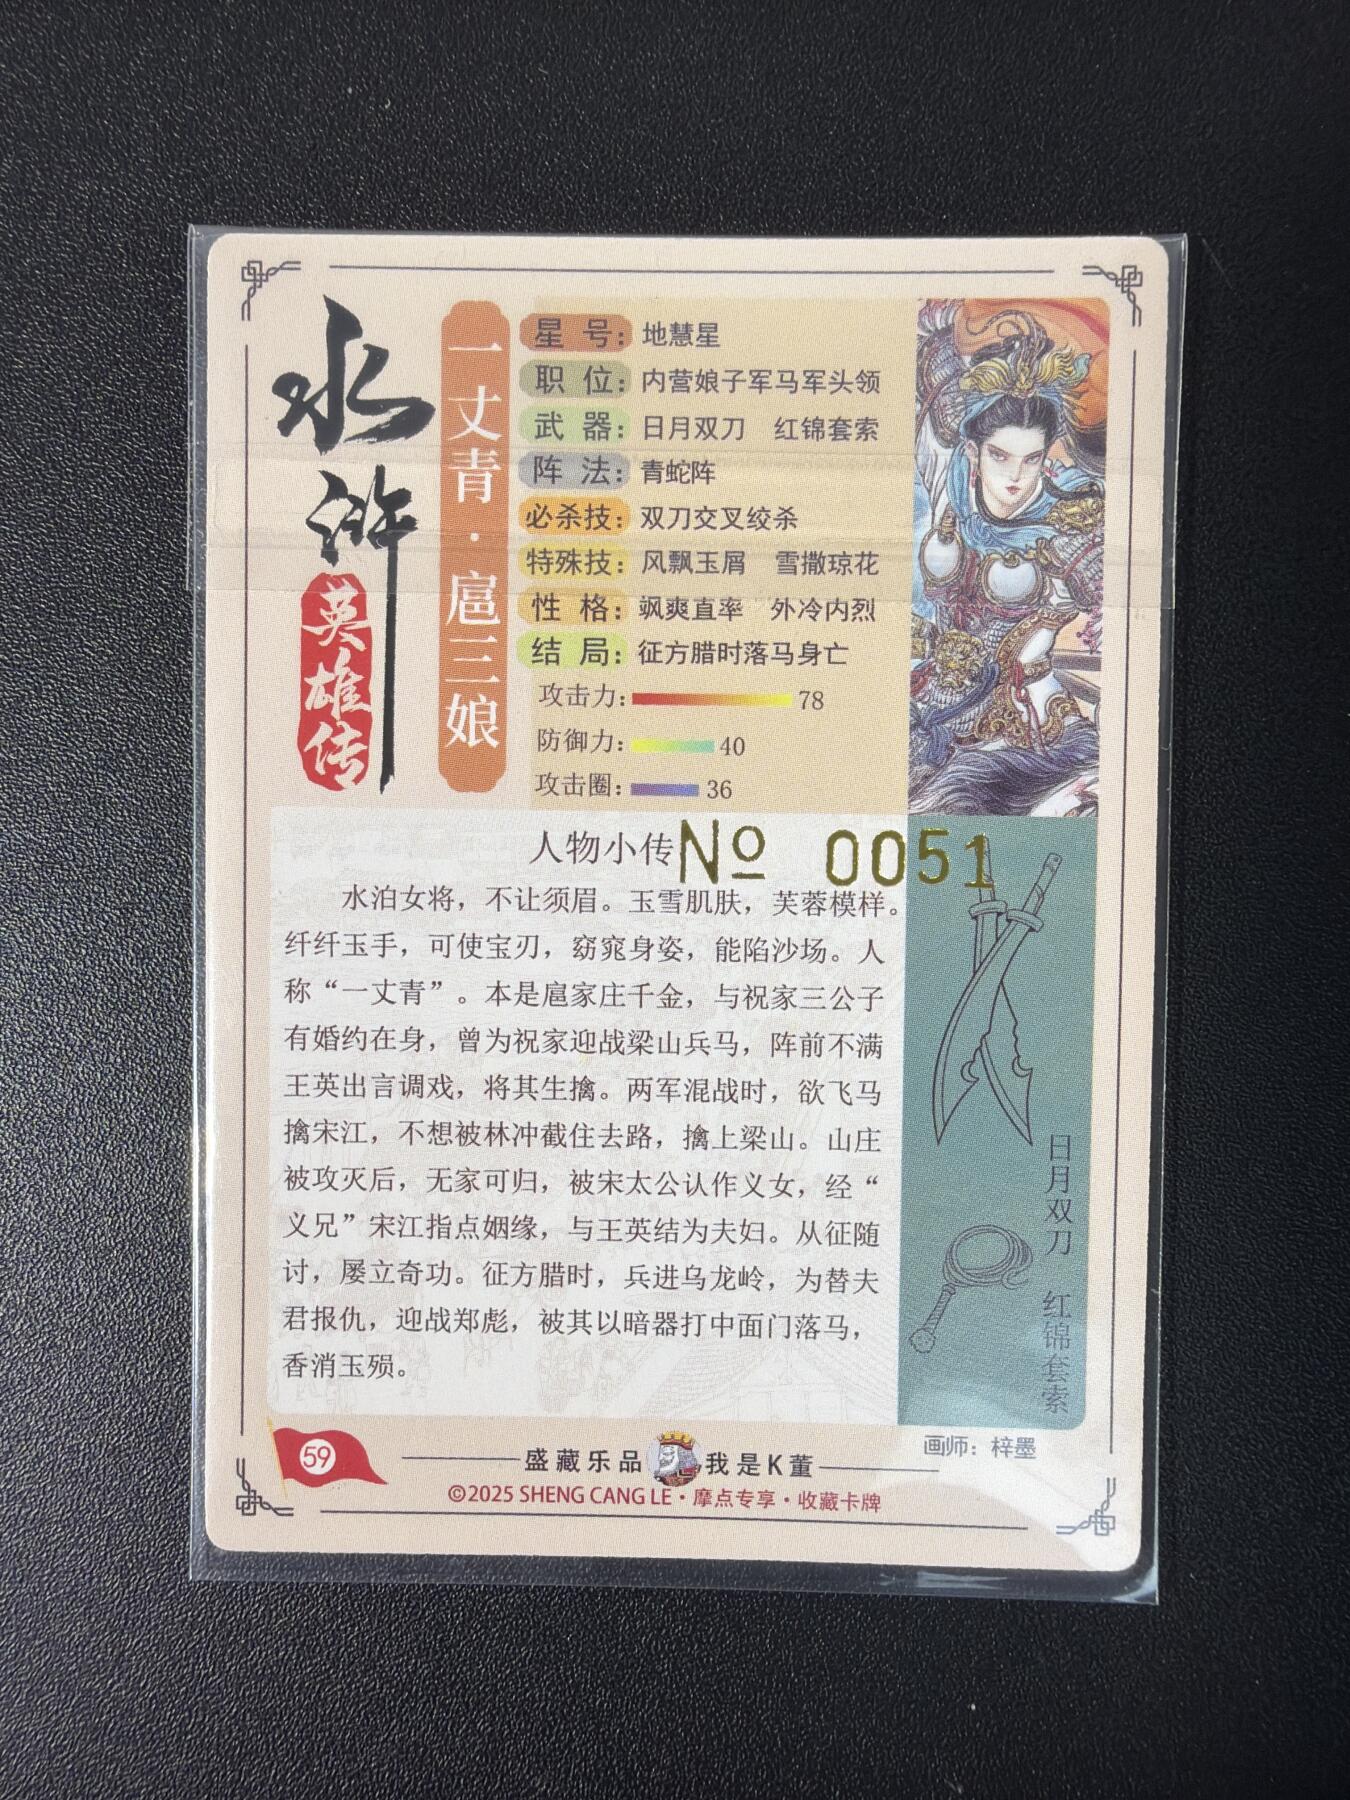 水浒
英雄传
一丈青·扈三娘
星号：地慧星
职位：内营娘子军马军头领
武器：日月双刀 红锦套索
阵法：青蛇阵
必杀技：双刀交叉绞杀
特殊技：风飘玉屑 雪撒琼花
性格：飒爽直率 外冷内烈
结局：征方腊时落马身亡
攻击力：78
防御力：40
攻击圈：36
人物小传
№ 0051
水泊女将，不让须眉。玉雪肌肤，芙蓉模样。
纤纤玉手，可使宝刃，窈窕身姿，能陷沙场。人
称“一丈青”。本是扈家庄千金，与祝家三公子
有婚约在身，曾为祝家迎战梁山兵马，阵前不满
王英出言调戏，将其生擒。两军混战时，欲飞马
擒宋江，不想被林冲截住去路，擒上梁山。山庄
被攻灭后，无家可归，被宋太公认作义女，经“
义兄”宋江指点姻缘，与王英结为夫妇。从征随
讨，屡立奇功。征方腊时，兵进乌龙岭，为替夫
君报仇，迎战郑彪，被其以暗器打中面门落马，
香消玉殒。
日月双刀 红锦套索
画师：梓墨
59
盛藏乐品 我是K董
©2025 SHENG CANG LE·摩点专享·收藏卡牌